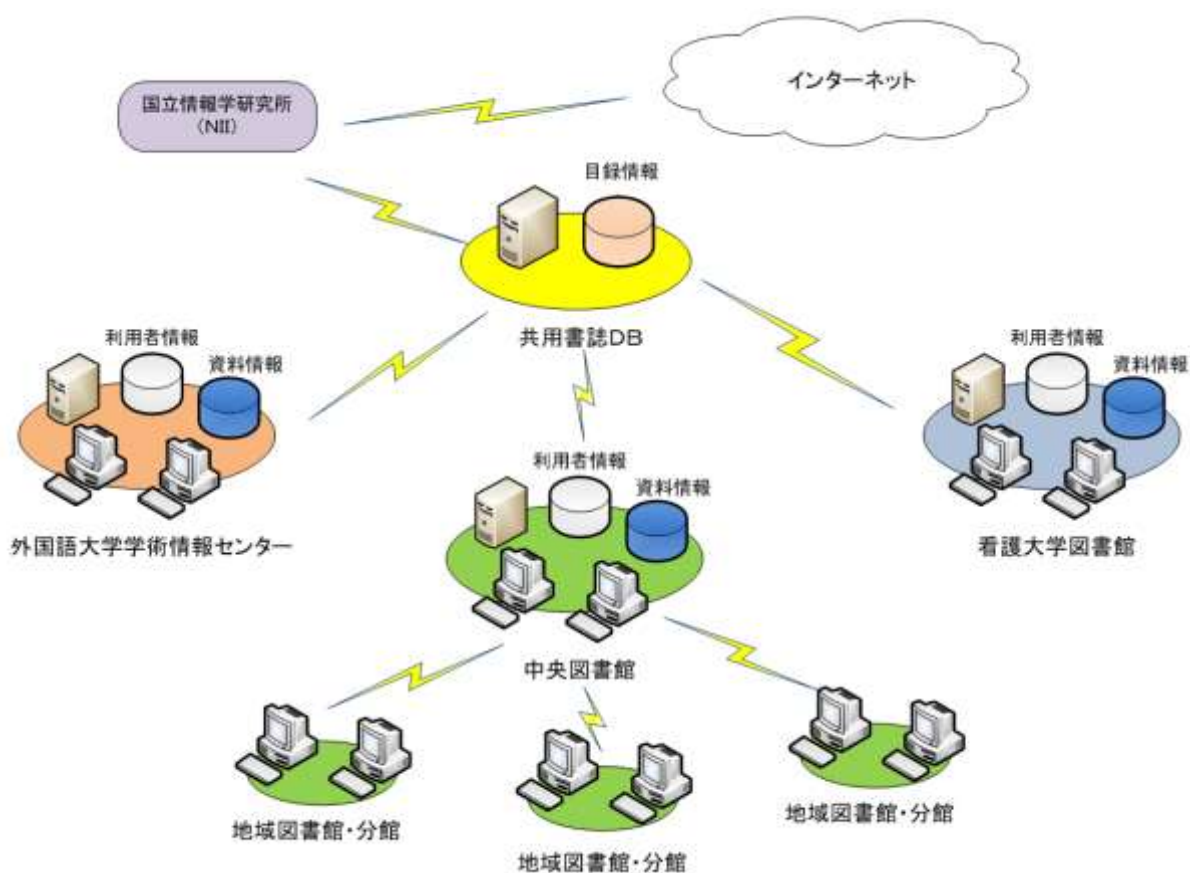 インターネット
国立情報学研究所
(NII)
目録情報
共用書誌DB
利用者情報
資料情報
外国語大学学術情報センター
利用者情報
資料情報
看護大学図書館
利用者情報
資料情報
中央図書館
地域図書館・分館
地域図書館・分館
地域図書館・分館